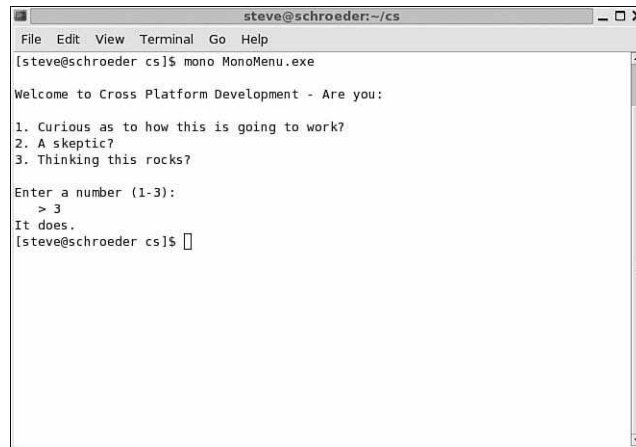 steve@schroeder:~/cs
File Edit View Terminal Go Help
[steve@schroeder cs]$ mono MonoMenu.exe
Welcome to Cross Platform Development - Are you:
1. Curious as to how this is going to work?
2. A skeptic?
3. Thinking this rocks?
Enter a number (1-3):
> 3
It does.
[steve@schroeder cs]$